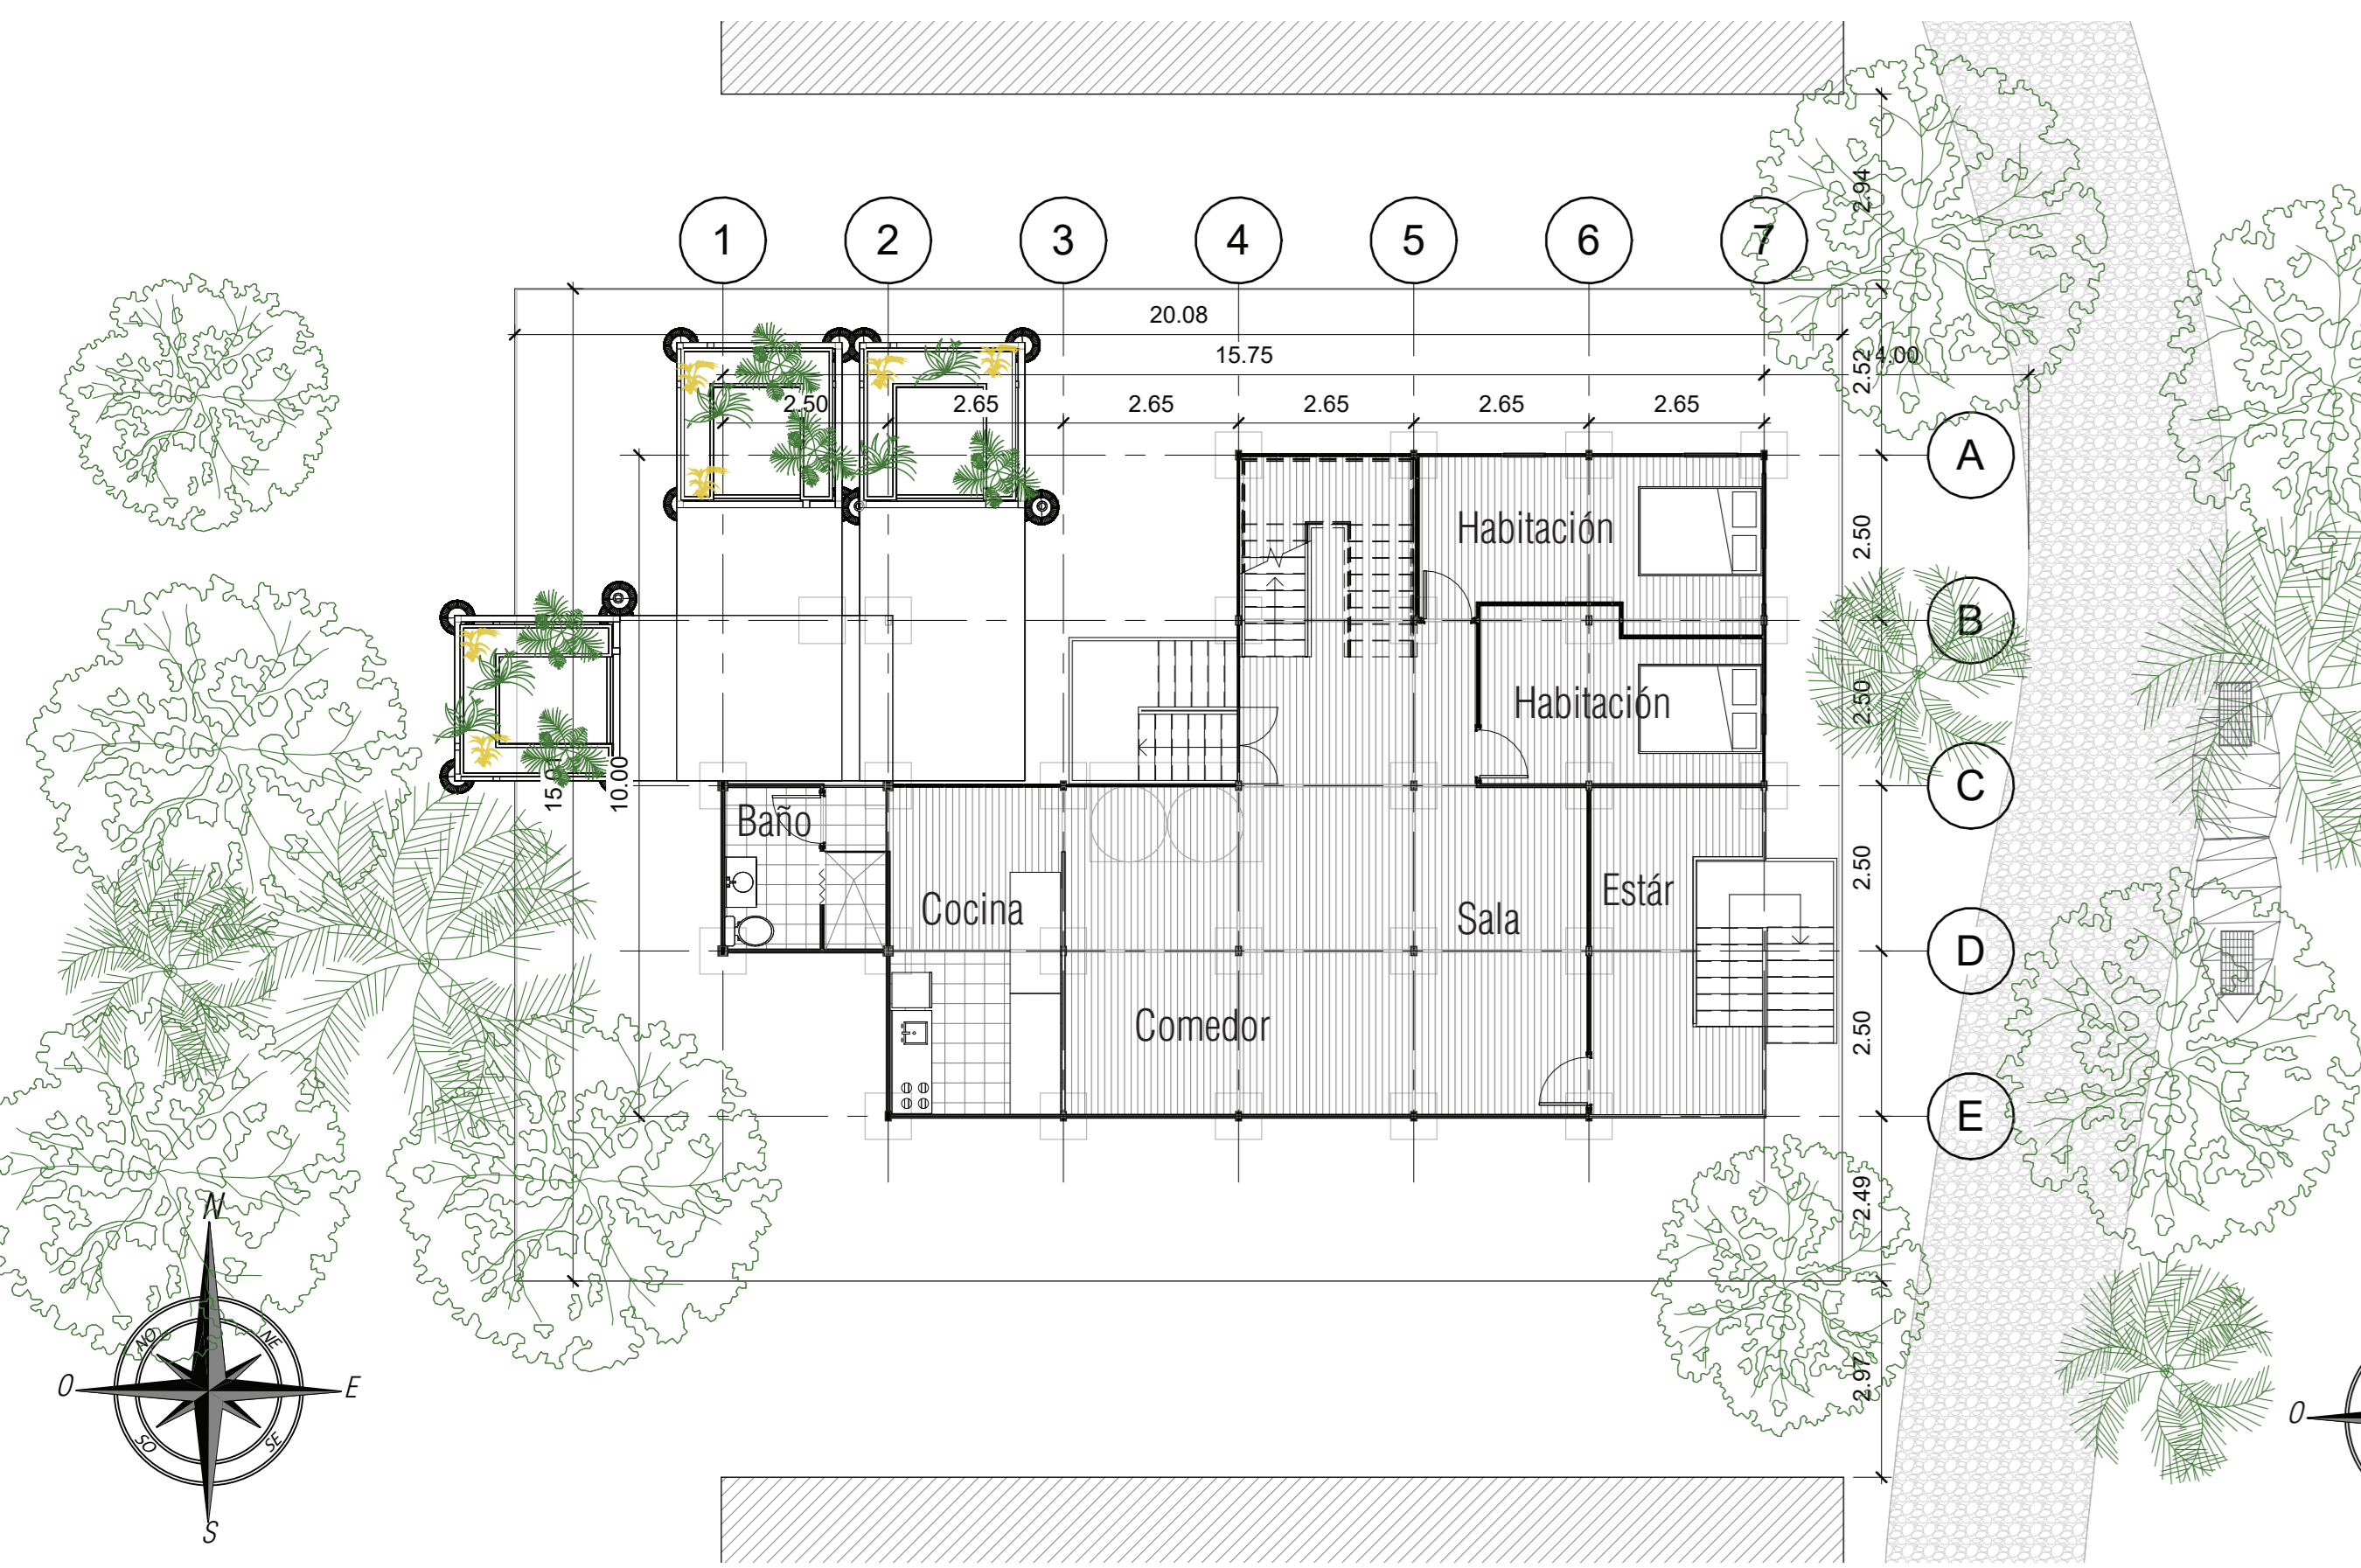 1 2 3 4 5 6 7
20.08
15.75
4,00
2.50 2.65 2.65 2.65 2.65 2.65
2.94
2.52
A
2.50
B
2.50
C
2.50
D
2.50
E
2.49
2.97
10.00
Habitación
Habitación
Baño
Cocina
Estár
Sala
Comedor
N
NO NE
O E
SO SE
S
O